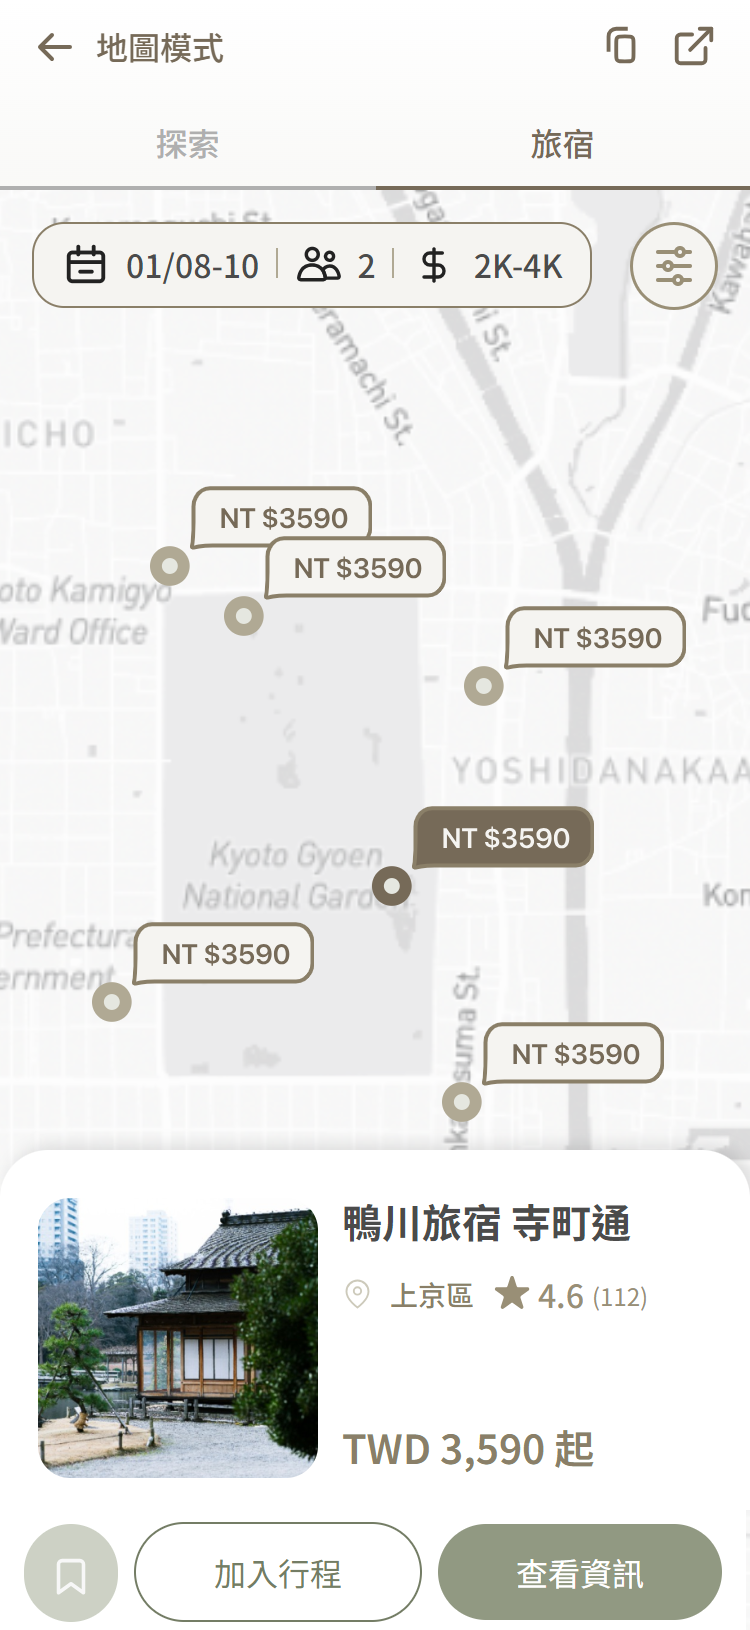 地圖模式
探索
旅宿
01/08-10
2
2K-4K
ramachi St.
St.
ICHO
NT $3590
NT $3590
oto Kamigyo
Ward Office
NT $3590
YOSHIDANAKAA
NT $3590
Kyoto Gyoen
National
Kon
Prefectura
ernment
NT $3590
suma St.
NT $3590
鴨川旅宿 寺町通
上京區
4.6 (112)
TWD 3,590 起
加入行程
查看資訊